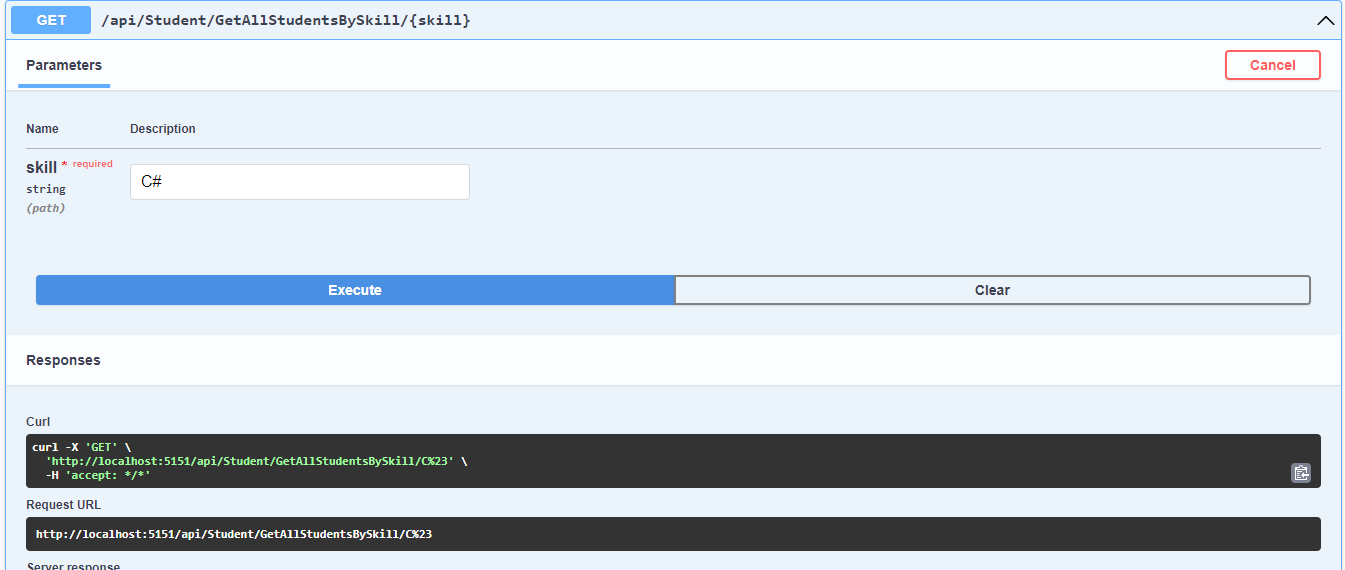 GET /api/Student/GetAllStudentsBySkill/{skill}
Parameters
Cancel
Name Description
skill * required
string
(path)
C#
Execute Clear
Responses
Curl
curl -X 'GET' \
'http://localhost:5151/api/Student/GetAllStudentsBySkill/C%23' \
-H 'accept: */*'
Request URL
http://localhost:5151/api/Student/GetAllStudentsBySkill/C%23
Server response